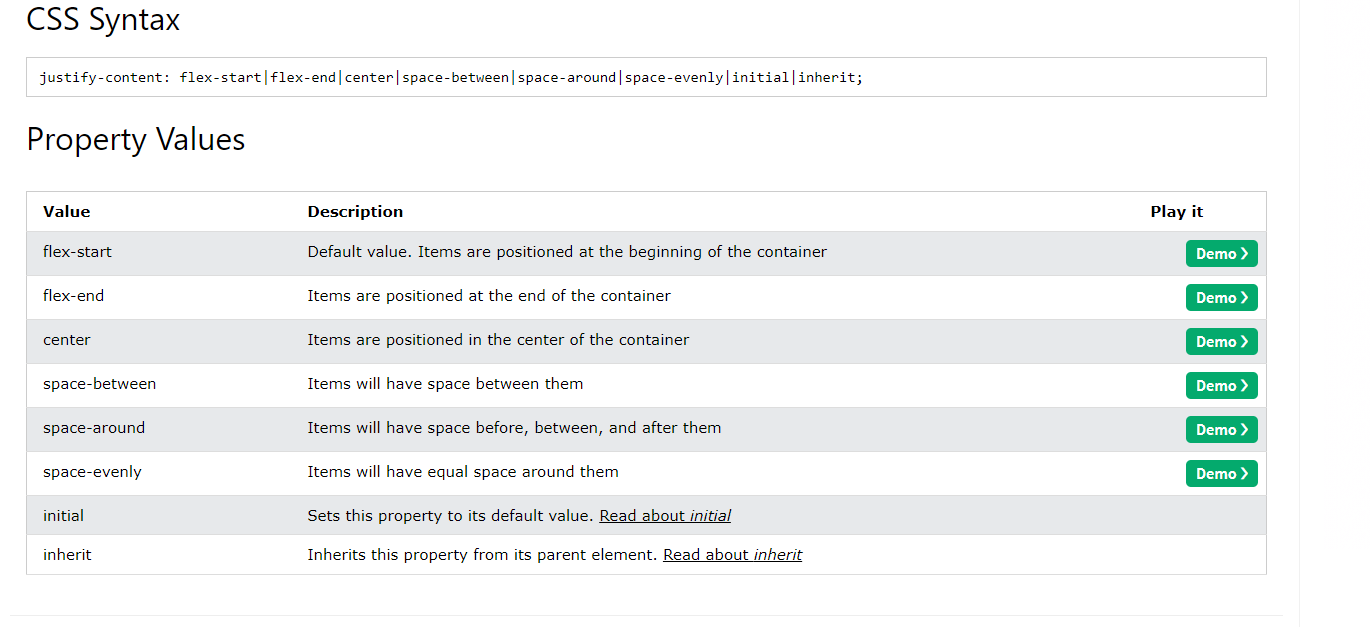 CSS Syntax
justify-content: flex-start|flex-end|center|space-between|space-around|space-evenly|initial|inherit;
Property Values
Value Description Play it
flex-start Default value. Items are positioned at the beginning of the container Demo ❯
flex-end Items are positioned at the end of the container Demo ❯
center Items are positioned in the center of the container Demo ❯
space-between Items will have space between them Demo ❯
space-around Items will have space before, between, and after them Demo ❯
space-evenly Items will have equal space around them Demo ❯
initial Sets this property to its default value. Read about initial
inherit Inherits this property from its parent element. Read about inherit